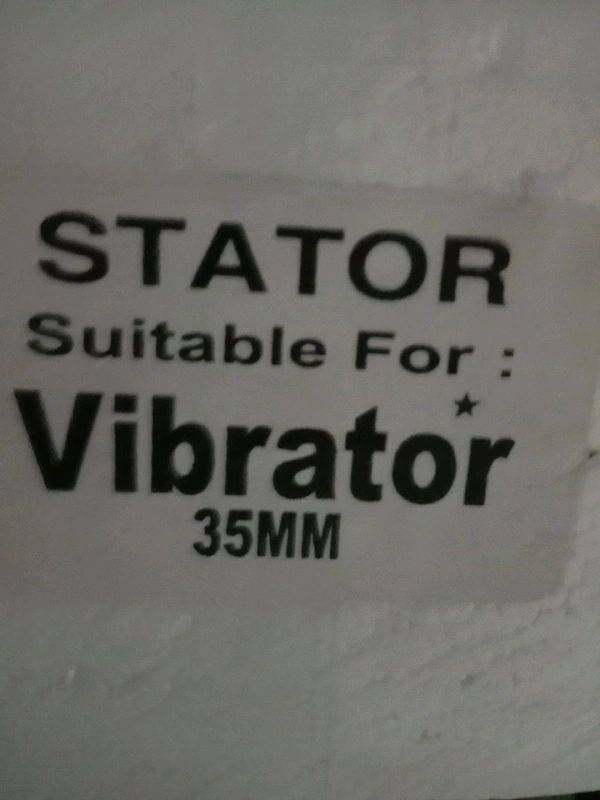 STATOR
Suitable For :
Vibrator*
35MM